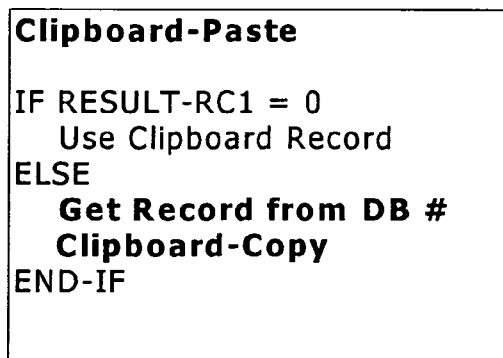 Clipboard-Paste
IF RESULT-RC1 = 0
Use Clipboard Record
ELSE
Get Record from DB #
Clipboard-Copy
END-IF